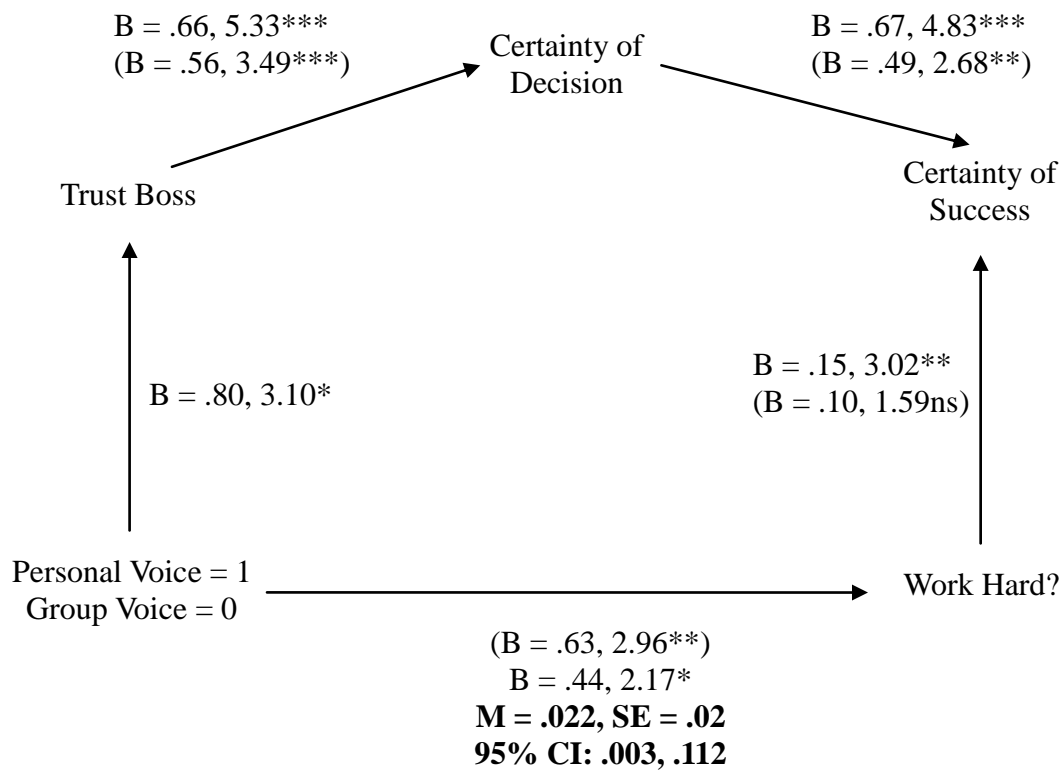 B = .66, 5.33***
(B = .56, 3.49***)
Certainty of
Decision
B = .67, 4.83***
(B = .49, 2.68**)
Trust Boss
Certainty of
Success
B = .80, 3.10*
B = .15, 3.02**
(B = .10, 1.59ns)
Personal Voice = 1
Group Voice = 0
Work Hard?
(B = .63, 2.96**)
B = .44, 2.17*
M = .022, SE = .02
95% CI: .003, .112